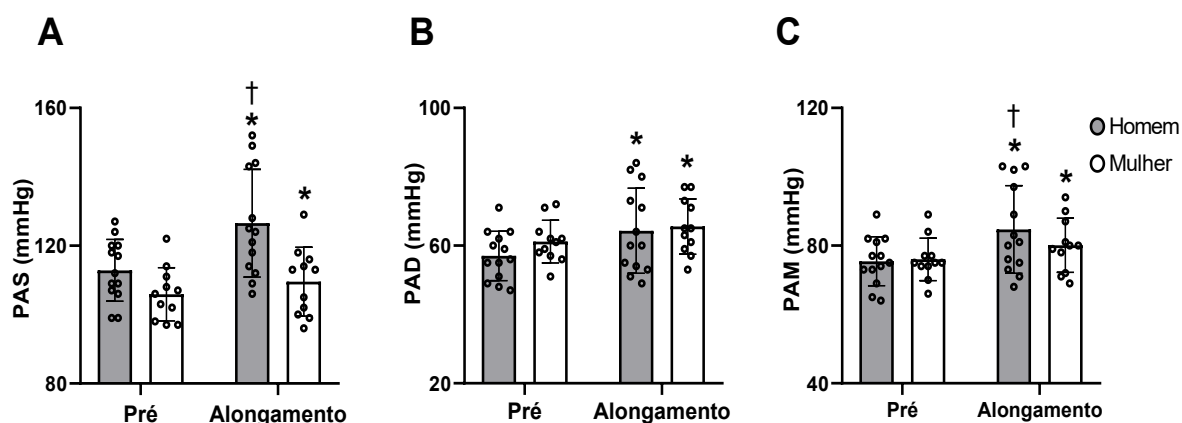 A
PAS (mmHg)
160
120
80
†
*
*
Pré
Alongamento
B
PAD (mmHg)
100
60
20
*
*
Pré
Alongamento
C
PAM (mmHg)
120
80
40
†
*
*
Pré
Alongamento
Homem
Mulher